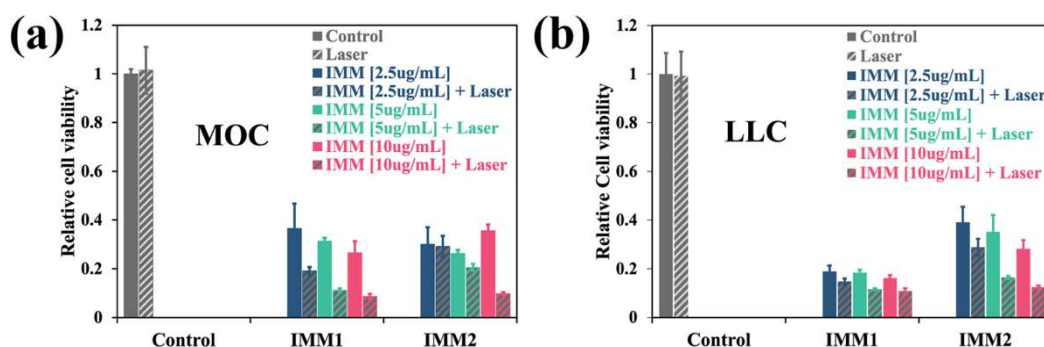 (a)
Relative cell viability
1.2
1
0.8
0.6
0.4
0.2
0
MOC
Control
Laser
IMM [2.5ug/mL]
IMM [2.5ug/mL] + Laser
IMM [5ug/mL]
IMM [5ug/mL] + Laser
IMM [10ug/mL]
IMM [10ug/mL] + Laser
Control
IMM1
IMM2
(b)
Relative Cell viability
1.2
1
0.8
0.6
0.4
0.2
0
LLC
Control
Laser
IMM [2.5ug/mL]
IMM [2.5ug/mL] + Laser
IMM [5ug/mL]
IMM [5ug/mL] + Laser
IMM [10ug/mL]
IMM [10ug/mL] + Laser
Control
IMM1
IMM2